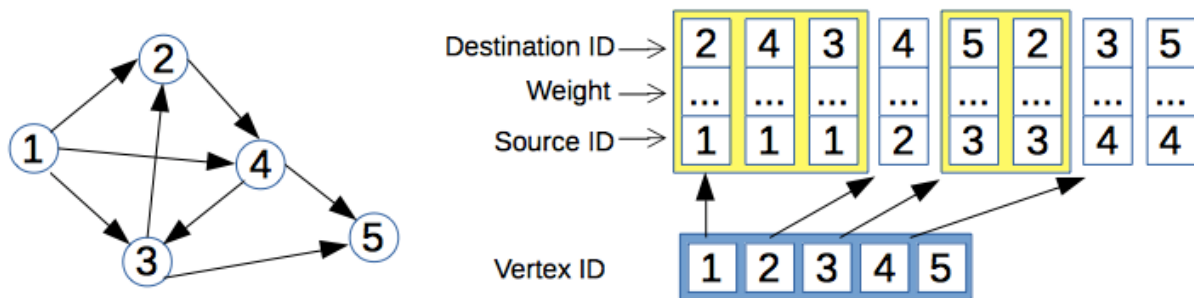 2
1
4
3
5
Destination ID 2 4 3 4 5 2 3 5
Weight ... ... ... ... ... ... ... ...
Source ID 1 1 1 2 3 3 4 4
Vertex ID 1 2 3 4 5